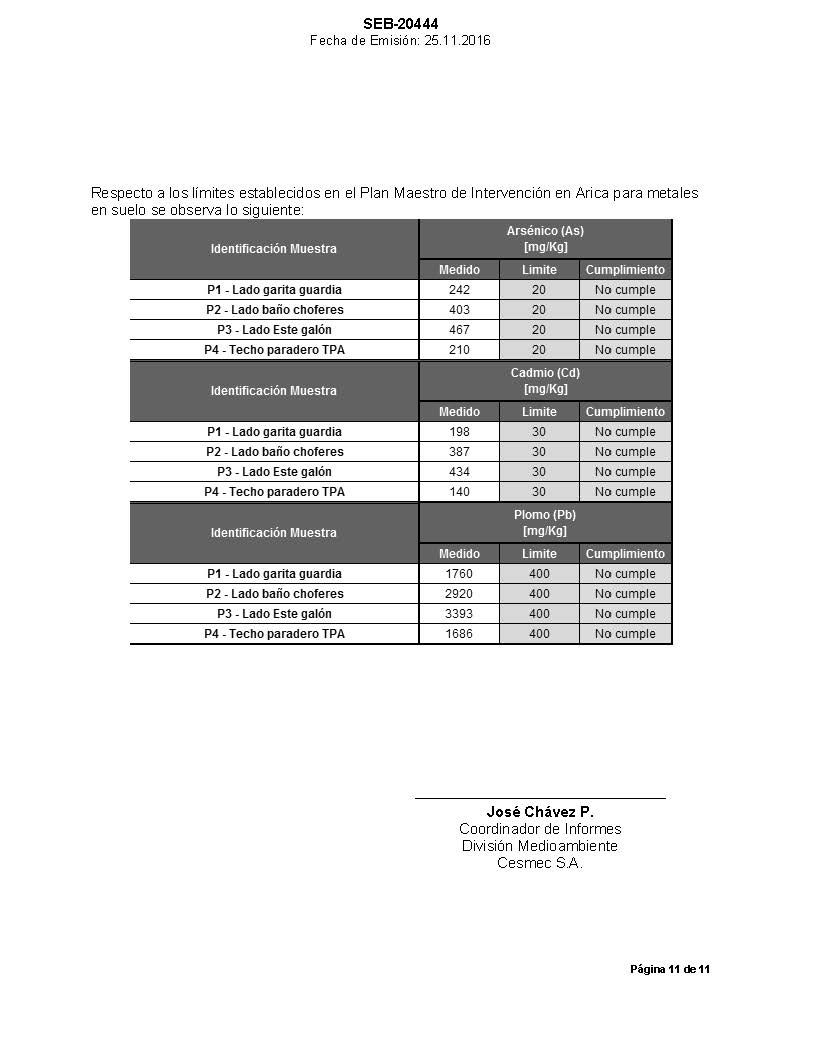 SEB-20444
Fecha de Emisión: 25.11.2016
Respecto a los límites establecidos en el Plan Maestro de Intervención en Arica para metales
en suelo se observa lo siguiente:
Identificación Muestra
Arsénico (As)
[mg/Kg]
Medido Limite Cumplimiento
P1 - Lado garita guardia 242 20 No cumple
P2 - Lado baño choferes 403 20 No cumple
P3 - Lado Este galón 467 20 No cumple
P4 - Techo paradero TPA 210 20 No cumple
Identificación Muestra
Cadmio (Cd)
[mg/Kg]
Medido Limite Cumplimiento
P1 - Lado garita guardia 198 30 No cumple
P2 - Lado baño choferes 387 30 No cumple
P3 - Lado Este galón 434 30 No cumple
P4 - Techo paradero TPA 140 30 No cumple
Identificación Muestra
Plomo (Pb)
[mg/Kg]
Medido Limite Cumplimiento
P1 - Lado garita guardia 1760 400 No cumple
P2 - Lado baño choferes 2920 400 No cumple
P3 - Lado Este galón 3393 400 No cumple
P4 - Techo paradero TPA 1686 400 No cumple
José Chávez P.
Coordinador de Informes
División Medioambiente
Cesmec S.A.
Página 11 de 11